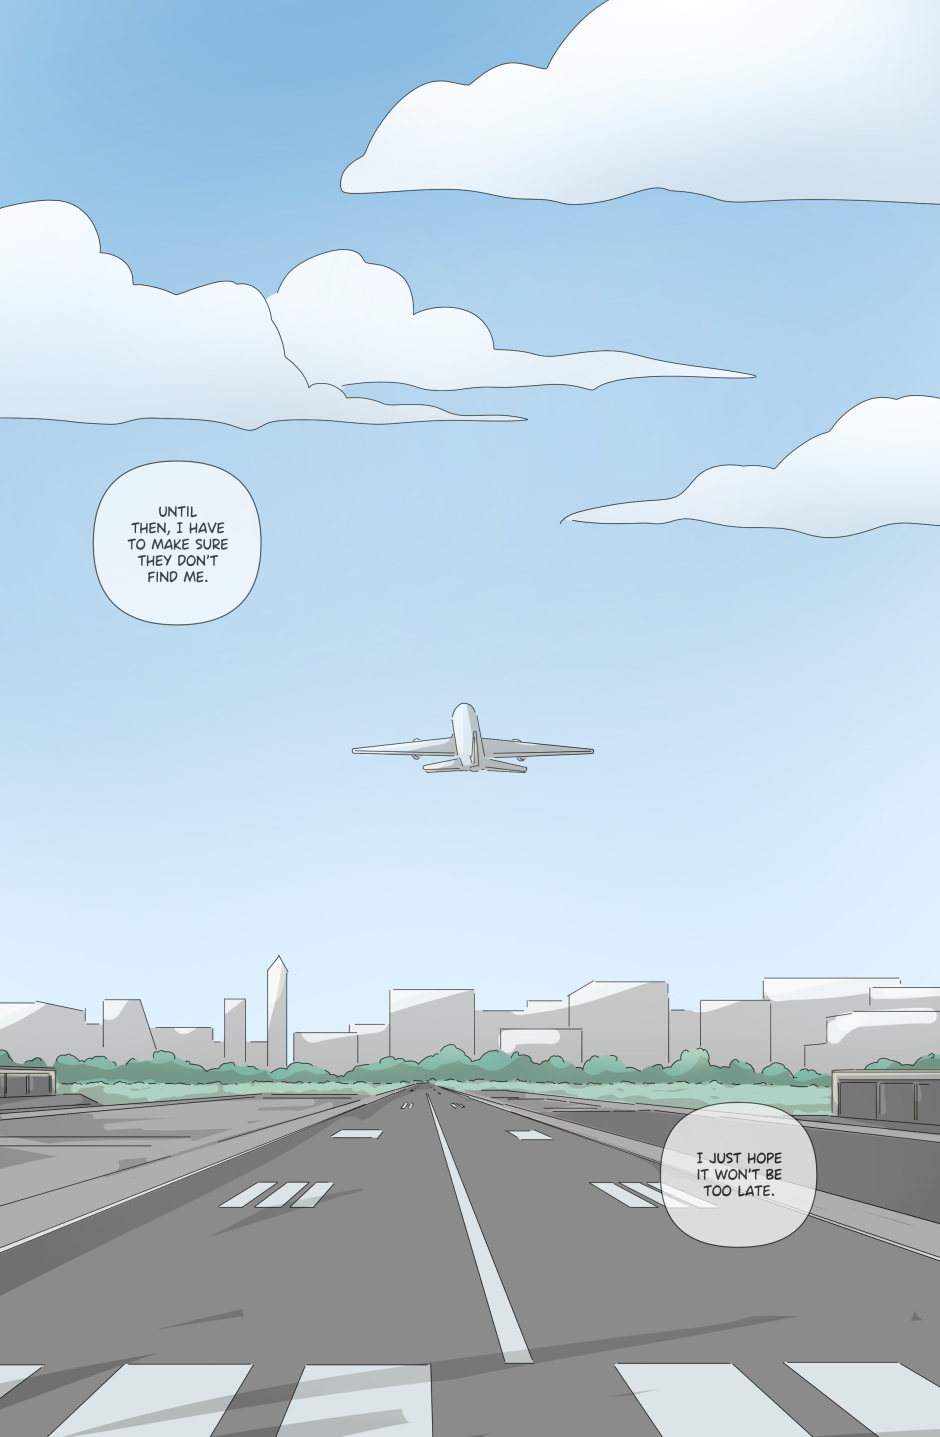 UNTIL
THEN, I HAVE
TO MAKE SURE
THEY DON'T
FIND ME.
I JUST HOPE
IT WON'T BE
TOO LATE.